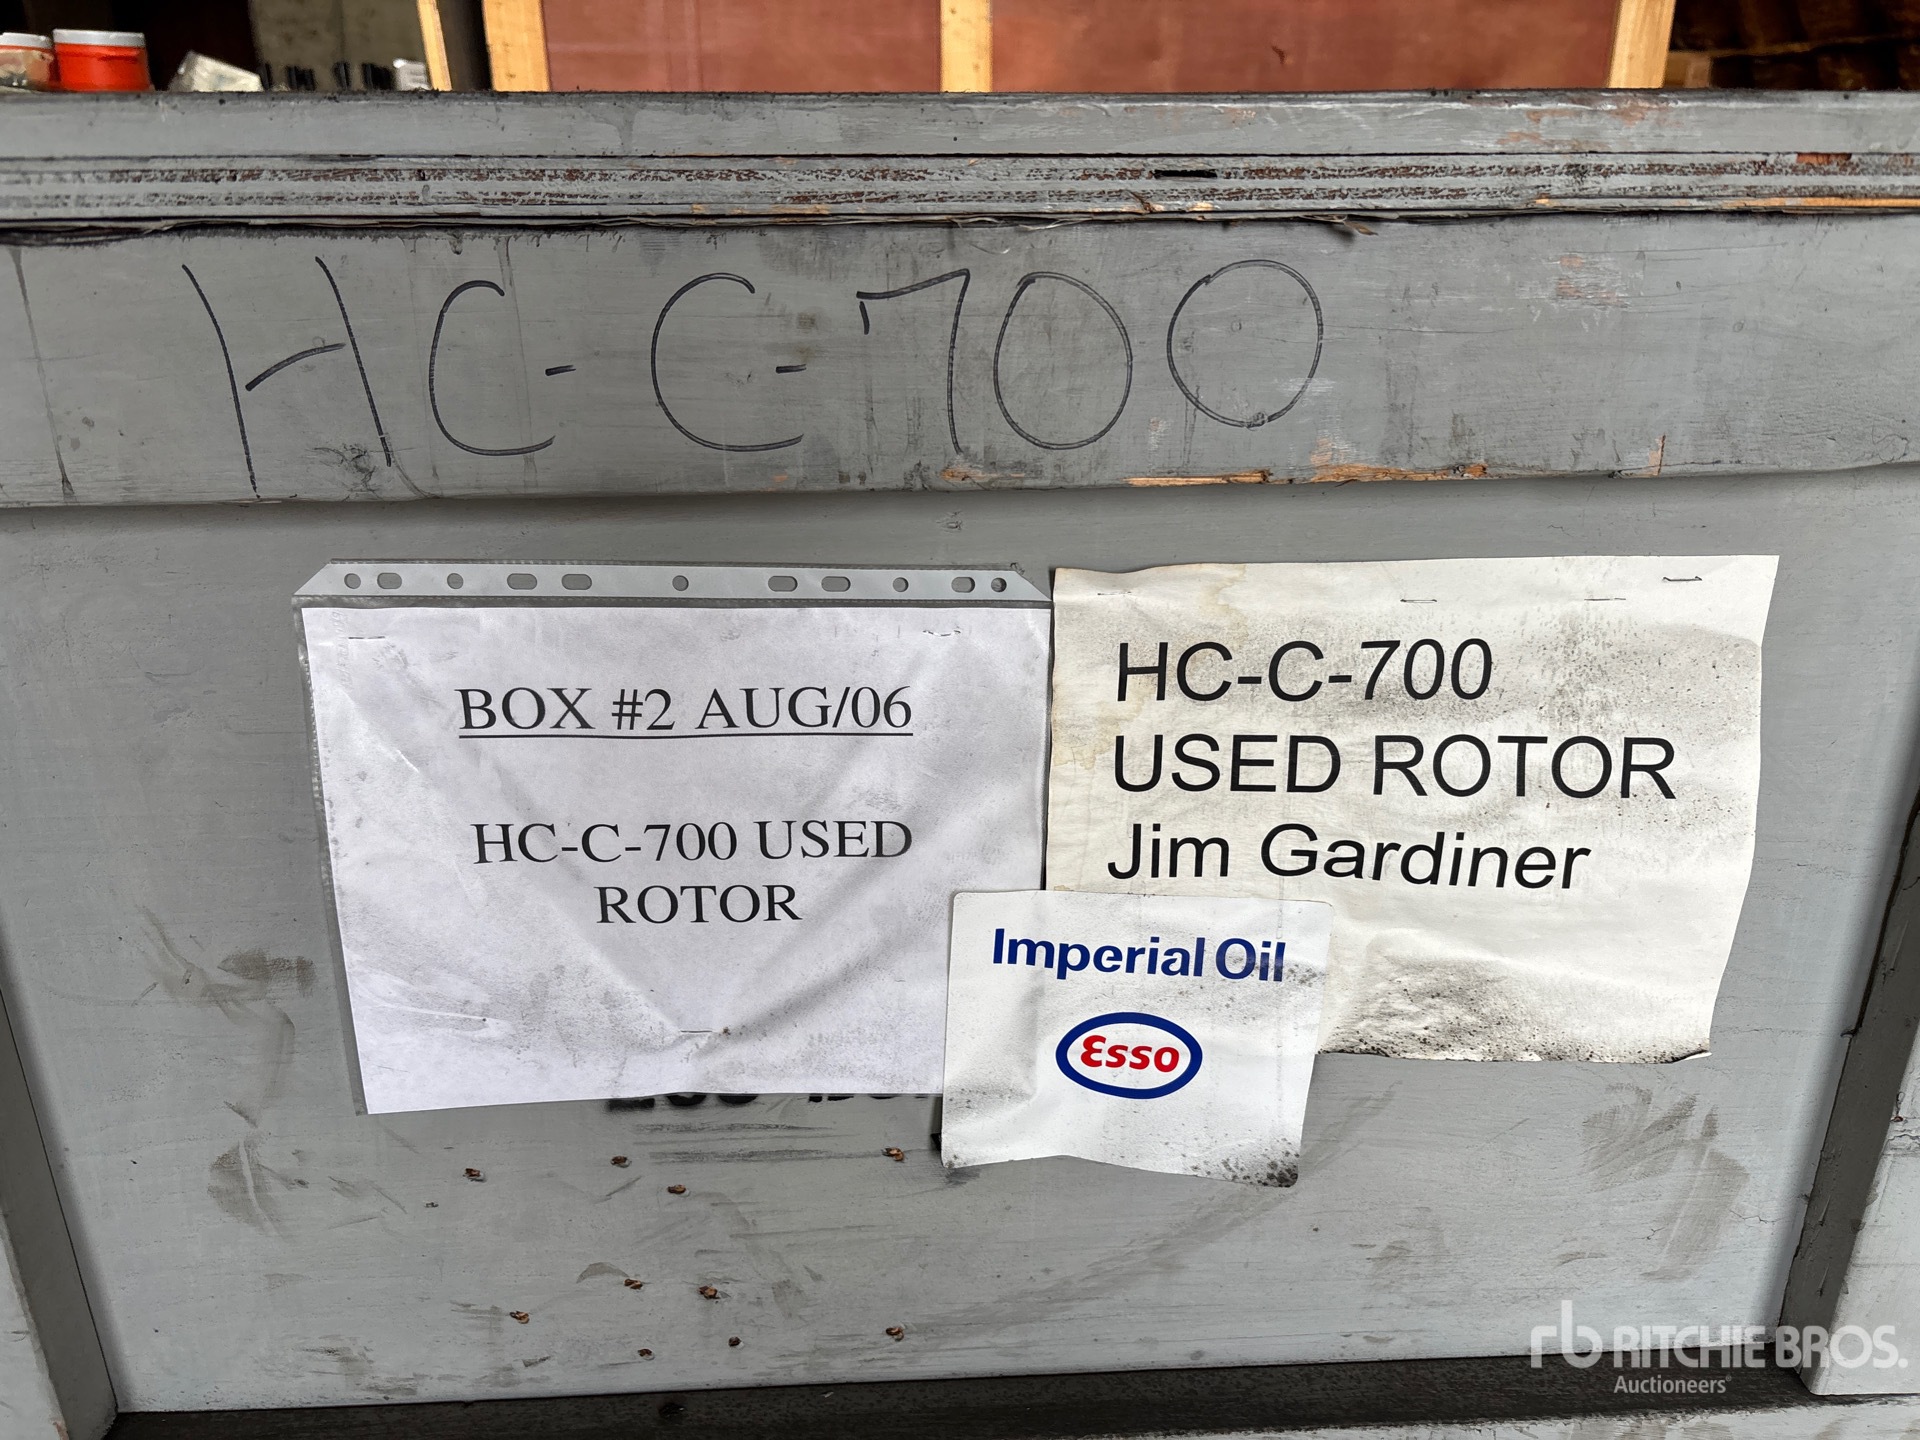 HC-C-700
BOX #2 AUG/06
HC-C-700 USED
ROTOR
HC-C-700
USED ROTOR
Jim Gardiner
Imperial Oil
Esso
rb RITCHIE BROS.
Auctioneers